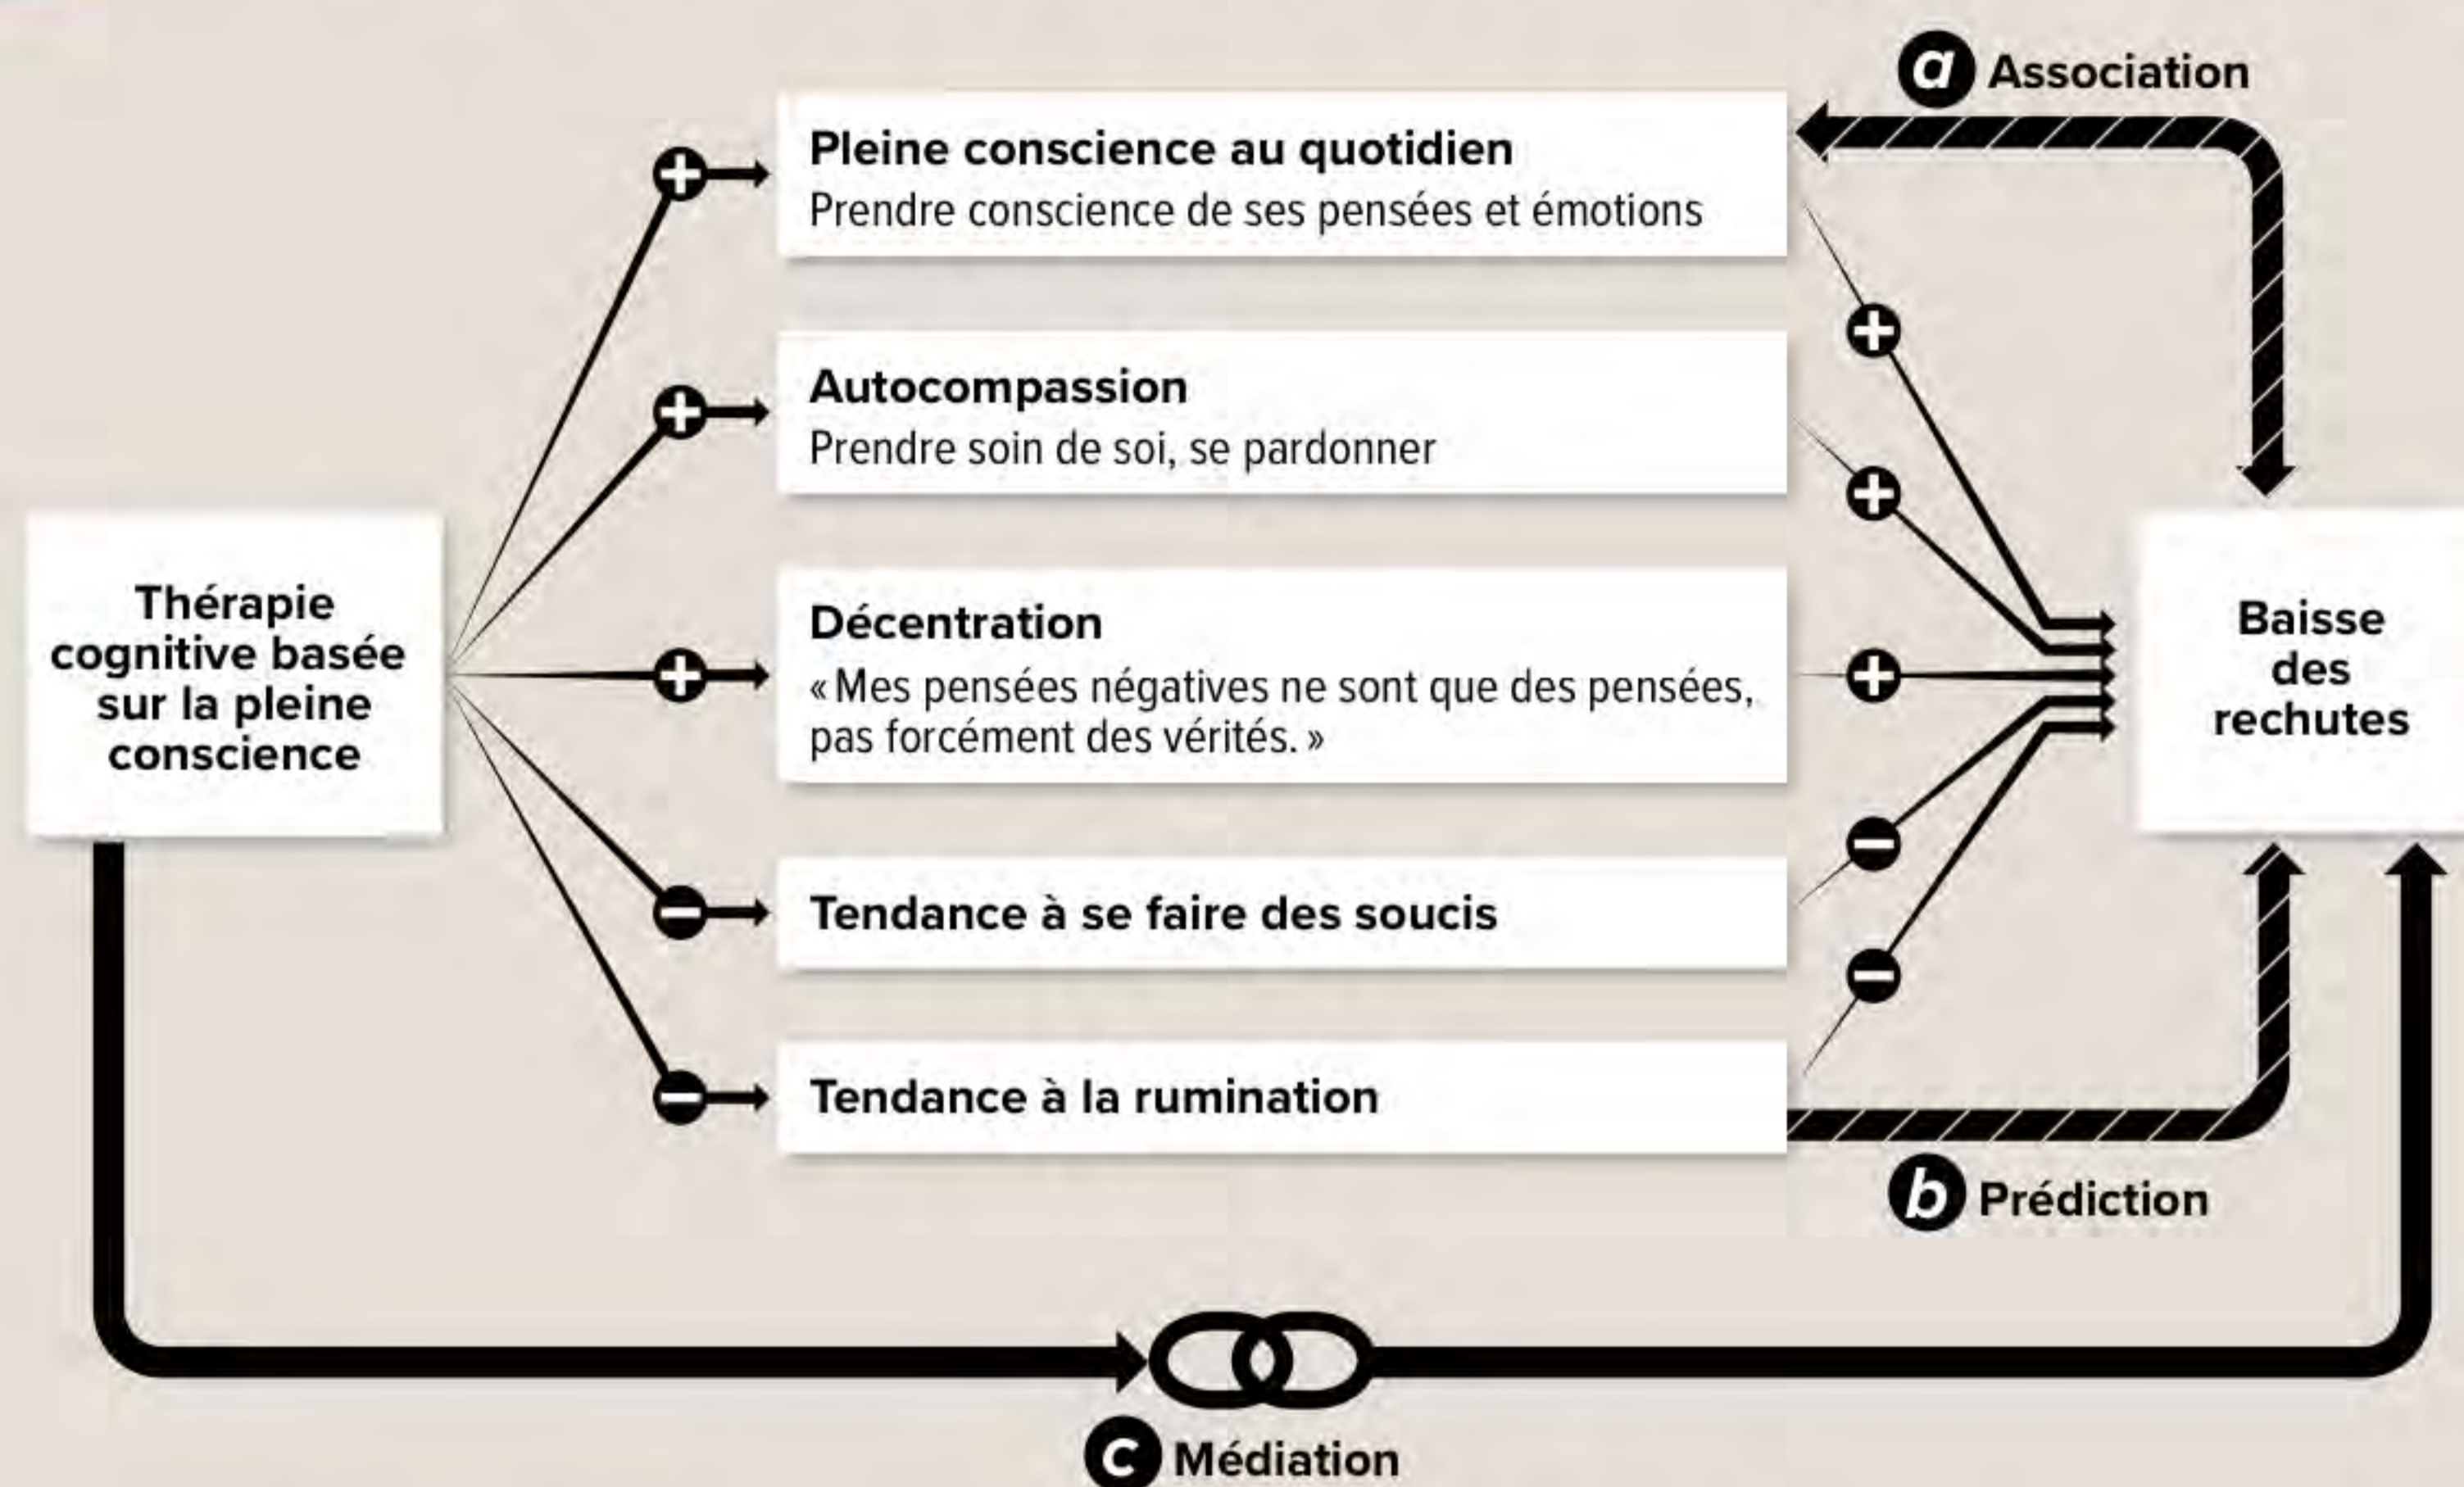 a Association
Pleine conscience au quotidien
Prendre conscience de ses pensées et émotions
Autocompassion
Prendre soin de soi, se pardonner
Thérapie
cognitive basée
sur la pleine
conscience
Décentration
« Mes pensées négatives ne sont que des pensées,
pas forcément des vérités. »
Baisse
des
rechutes
Tendance à se faire des soucis
Tendance à la rumination
b Prédiction
c Médiation